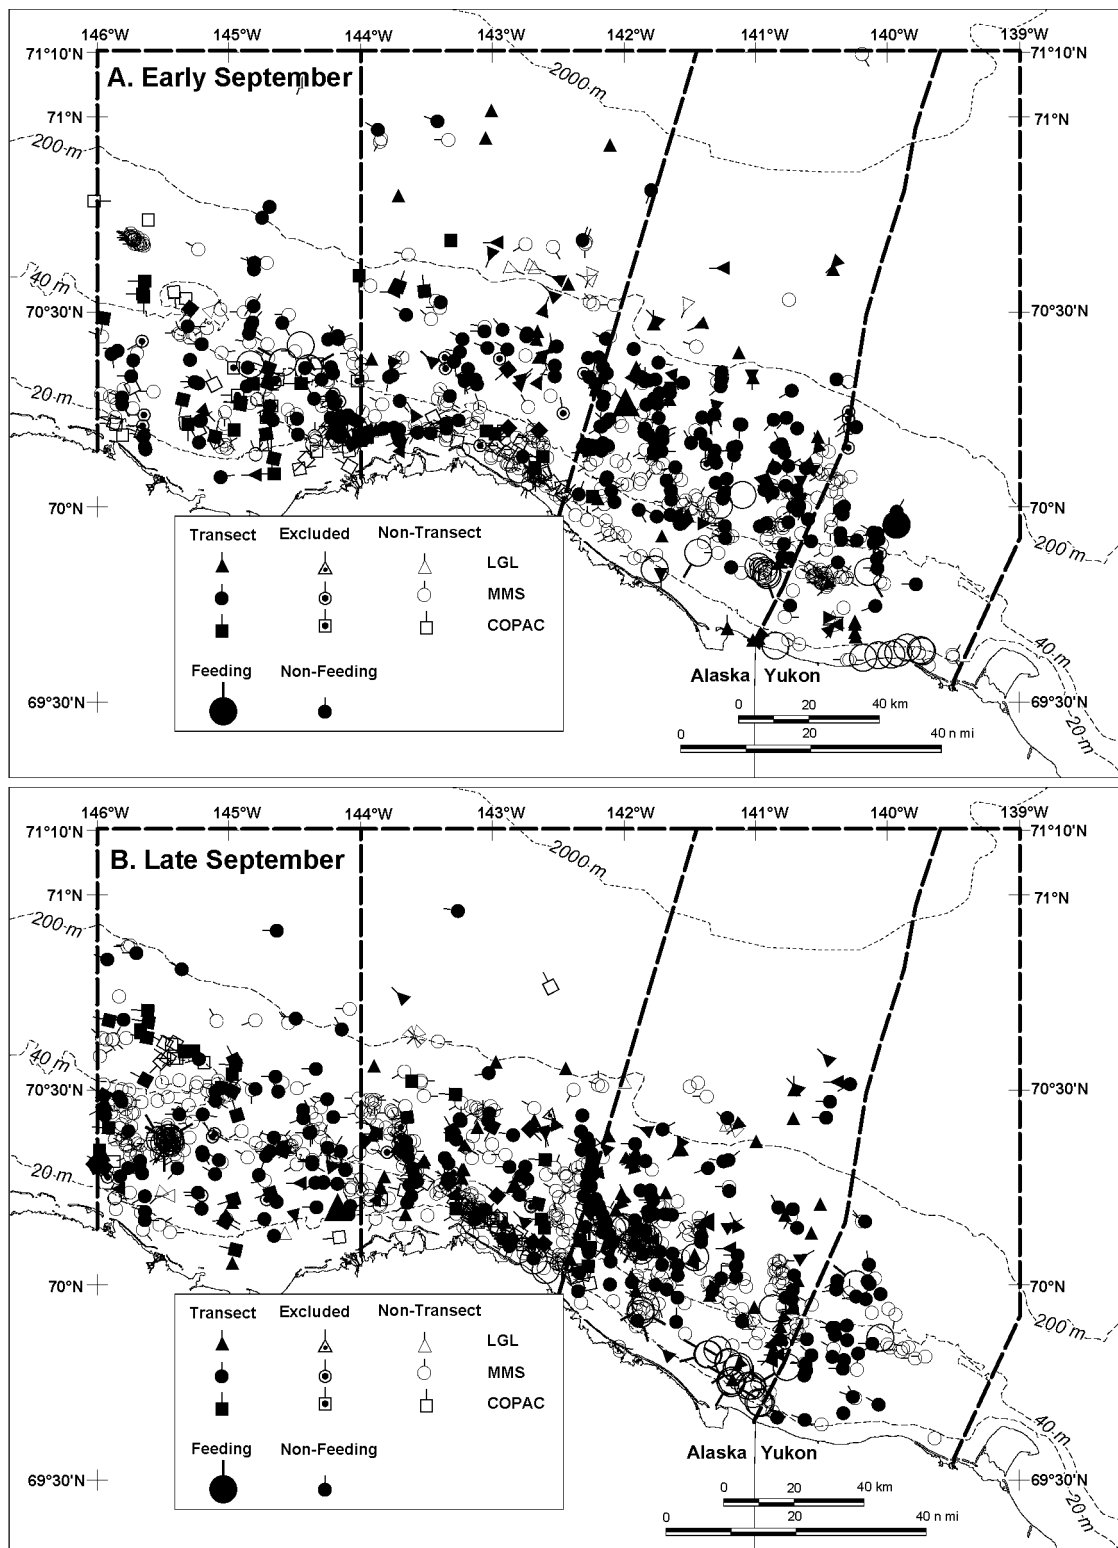 146°W 145°W 144°W 143°W 142°W 141°W 140°W 139°W
71°10'N 71°10'N
A. Early September
2000 m
71°N 71°N
200 m
40 m
70°30'N 70°30'N
20 m
70°N 70°N
200 m
Transect Excluded Non-Transect
LGL
MMS
COPAC
Feeding Non-Feeding
40 m
20 m
Alaska Yukon
69°30'N 69°30'N
0 20 40 km
0 20 40 n mi
146°W 145°W 144°W 143°W 142°W 141°W 140°W 139°W
71°10'N 71°10'N
B. Late September
2000 m
71°N 71°N
200 m
40 m
70°30'N 70°30'N
20 m
70°N 70°N
200 m
Transect Excluded Non-Transect
LGL
MMS
COPAC
Feeding Non-Feeding
40 m
20 m
Alaska Yukon
69°30'N 69°30'N
0 20 40 km
0 20 40 n mi